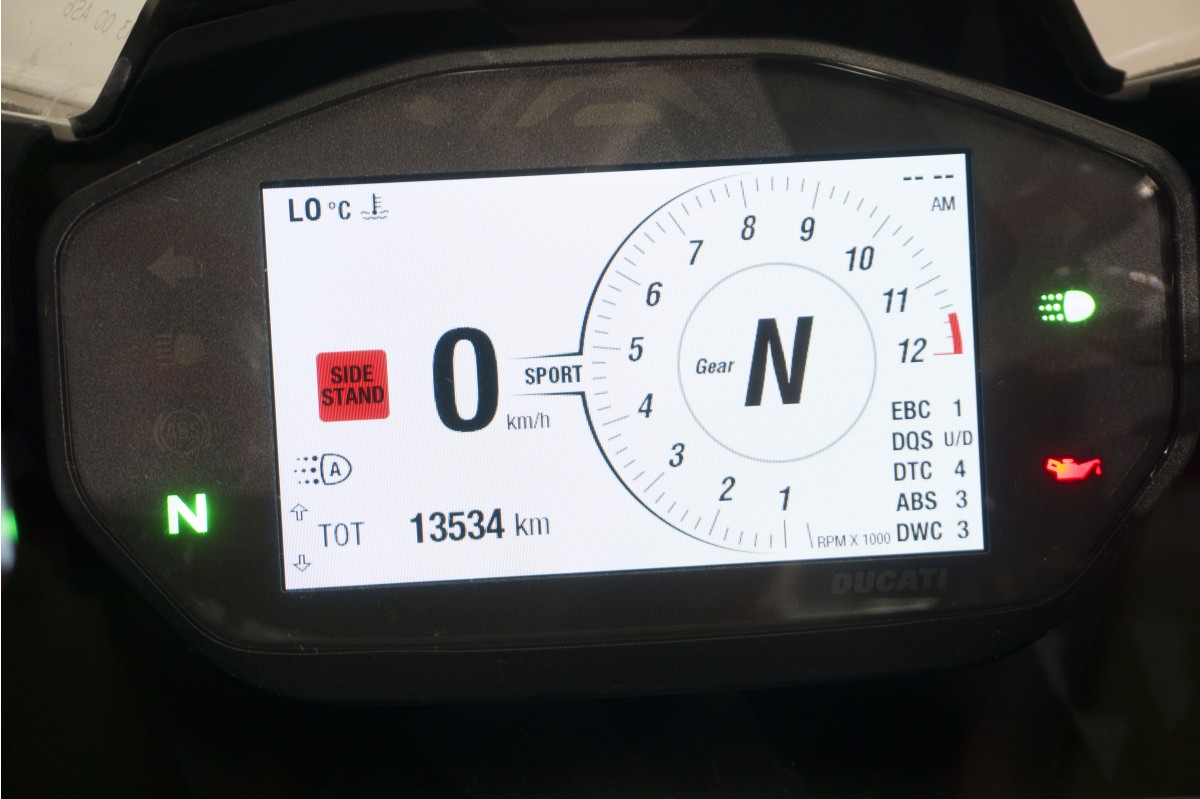 LO °C
-- --
AM
7 8 9 10
6 11
5 12
4
3
2 1
SIDE
STAND
0
km/h
SPORT
Gear N
RPM X 1000
A
TOT 13534 km
EBC 1
DQS U/D
DTC 4
ABS 3
DWC 3
N
ABS
DUCATI